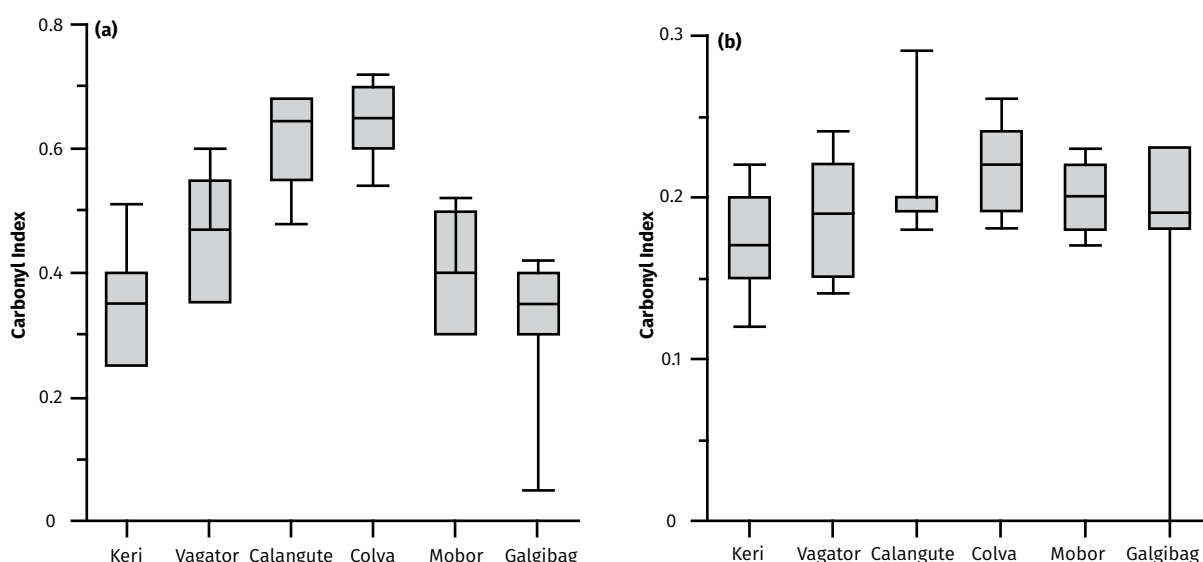 (a)
0.8
0.6
0.4
0.2
0
Carbonyl Index
Keri Vagator Calangute Colva Mobor Galgibag
(b)
0.3
0.2
0.1
0
Carbonyl Index
Keri Vagator Calangute Colva Mobor Galgibag